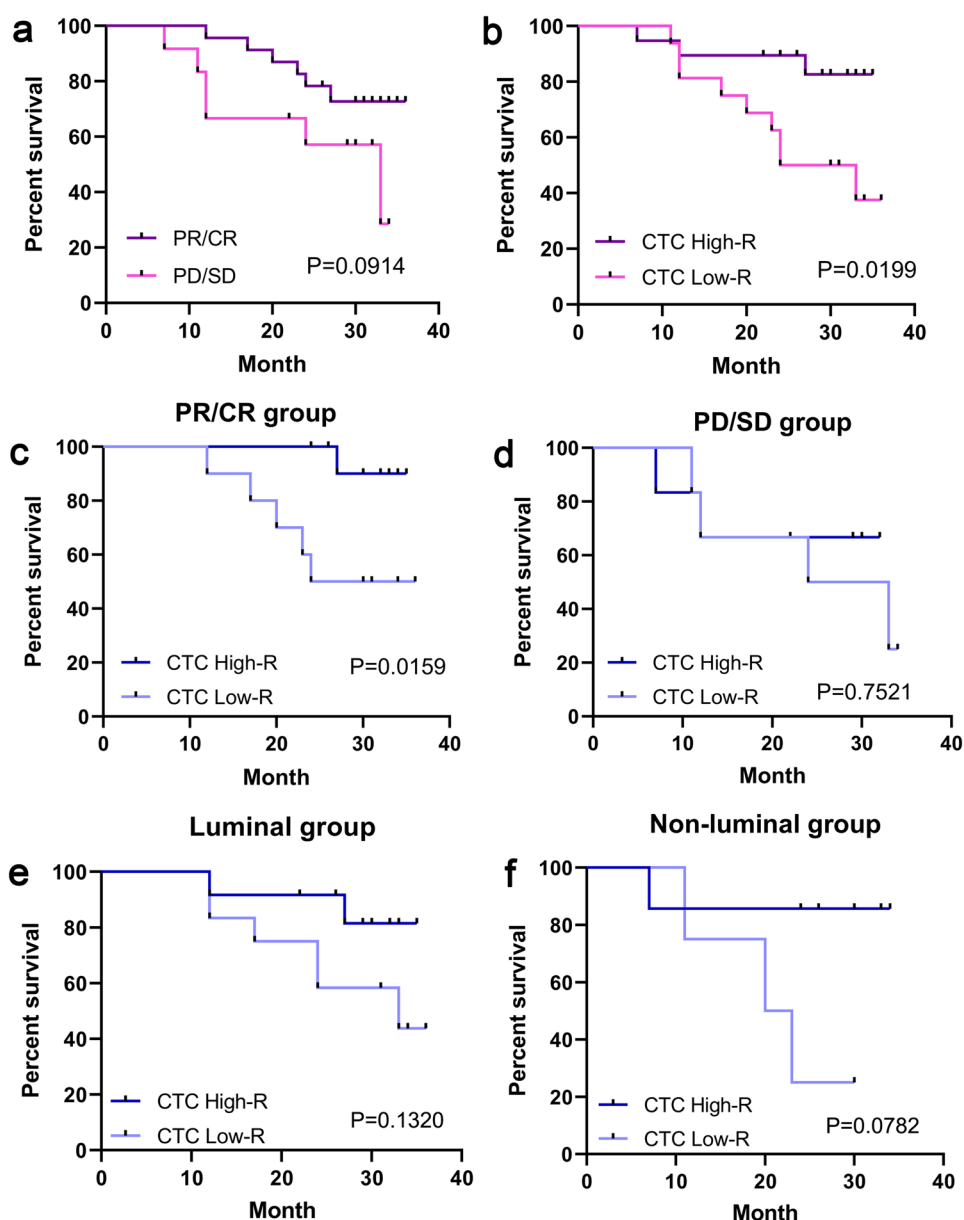 a
100
80
60
40
20
0
Percent survival
PR/CR
PD/SD
P=0.0914
0 10 20 30 40
Month
b
100
80
60
40
20
0
Percent survival
CTC High-R
CTC Low-R
P=0.0199
0 10 20 30 40
Month
PR/CR group
c
100
80
60
40
20
0
Percent survival
CTC High-R
CTC Low-R
P=0.0159
0 10 20 30 40
Month
PD/SD group
d
100
80
60
40
20
0
Percent survival
CTC High-R
CTC Low-R
P=0.7521
0 10 20 30 40
Month
Luminal group
e
100
80
60
40
20
0
Percent survival
CTC High-R
CTC Low-R
P=0.1320
0 10 20 30 40
Month
Non-luminal group
f
100
80
60
40
20
0
Percent survival
CTC High-R
CTC Low-R
P=0.0782
0 10 20 30 40
Month